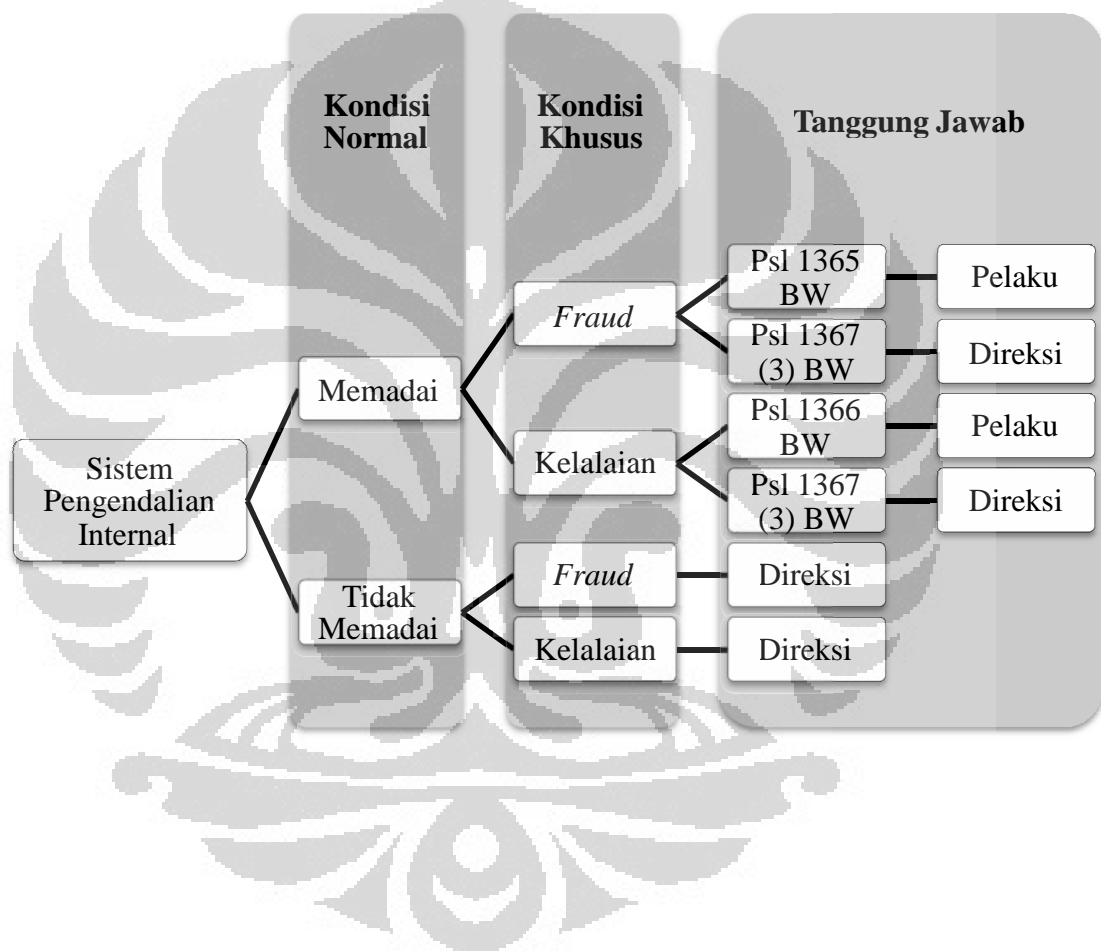 Kondisi
Normal
Kondisi
Khusus
Tanggung Jawab
Sistem
Pengendalian
Internal
Memadai
Fraud
Psl 1365
BW
Pelaku
Psl 1367
(3) BW
Direksi
Kelalaian
Psl 1366
BW
Pelaku
Psl 1367
(3) BW
Direksi
Tidak
Memadai
Fraud
Direksi
Kelalaian
Direksi